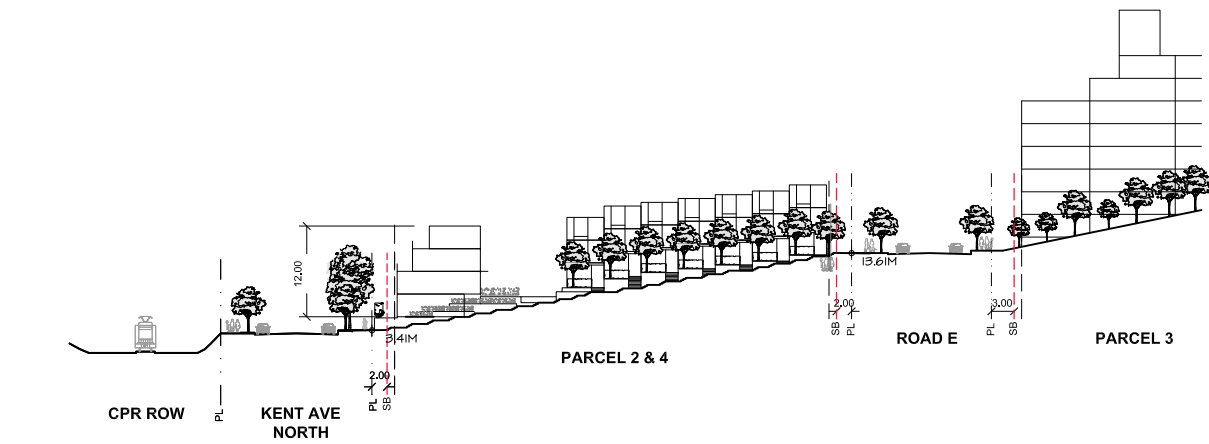 12.00
3.41M
2.00
PL
PL
SB
CPR ROW
KENT AVE
NORTH
PARCEL 2 & 4
2.00
SB
PL
13.61M
ROAD E
3.00
PL
SB
PARCEL 3